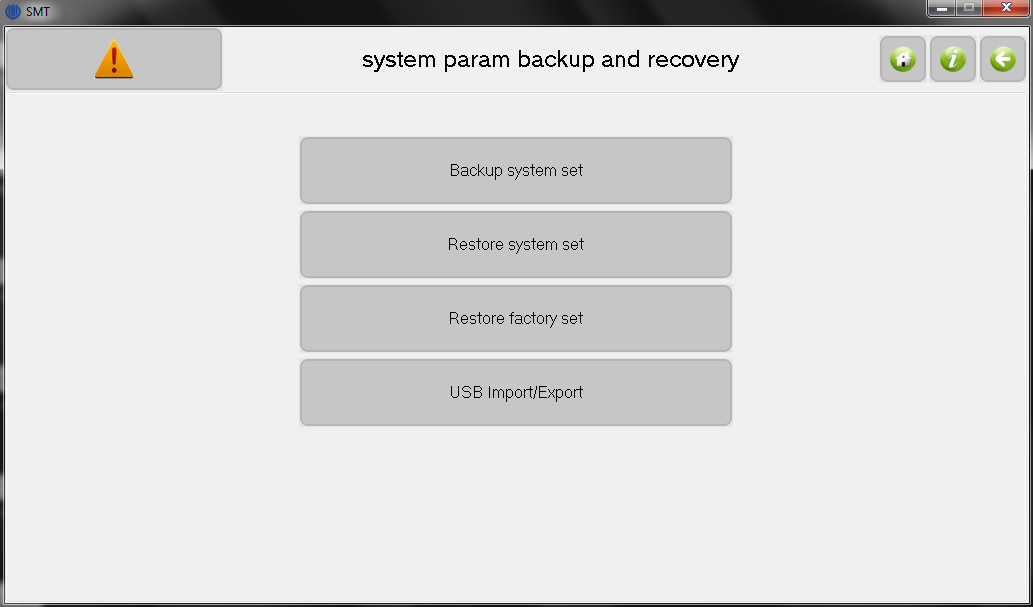 SMT
system param backup and recovery
Backup system set
Restore system set
Restore factory set
USB Import/Export